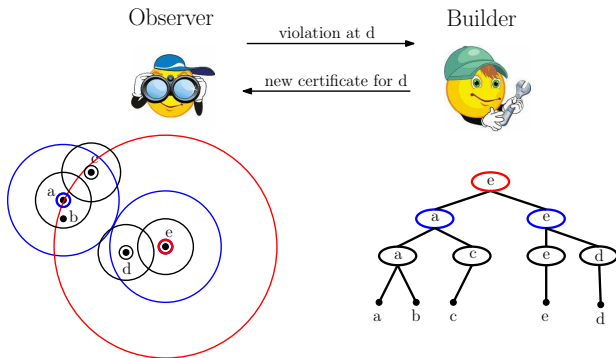 Observer
Builder
violation at d
new certificate for d
c
a
b
e
d
e
a
e
a
c
e
d
a
b
c
e
d